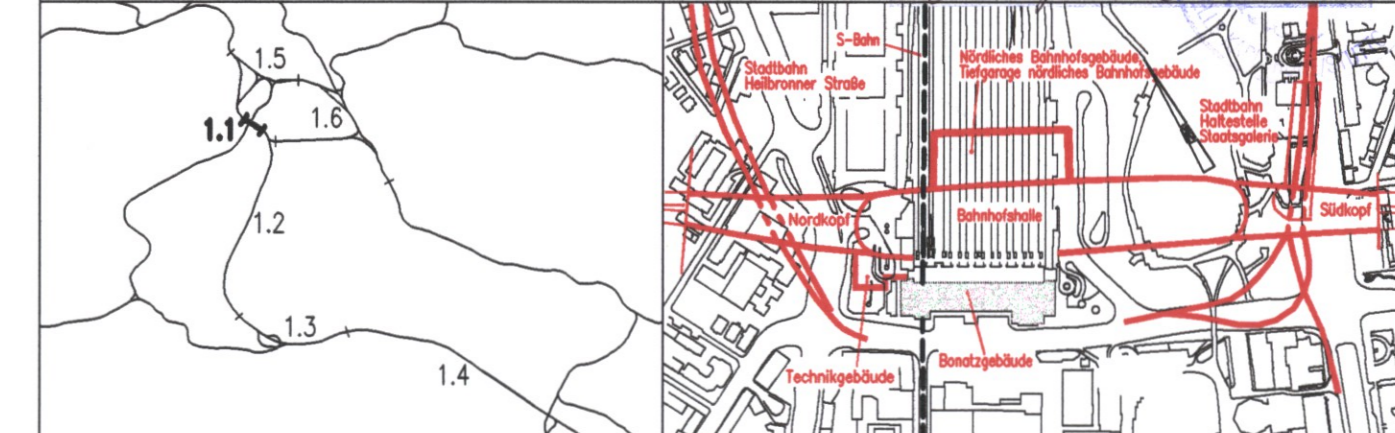 1.5
1.1
1.6
1.2
1.3
1.4
S-Bahn
Stadtbahn
Heilbronner Straße
Nördliches Bahnhofsgebäude,
Tiefgarage nördliches Bahnhofsgebäude
Stadtbahn
Haltestelle
Staatsgalerie
Nordkopf
Bahnhofshalle
Südkopf
Technikgebäude
Bonatzgebäude